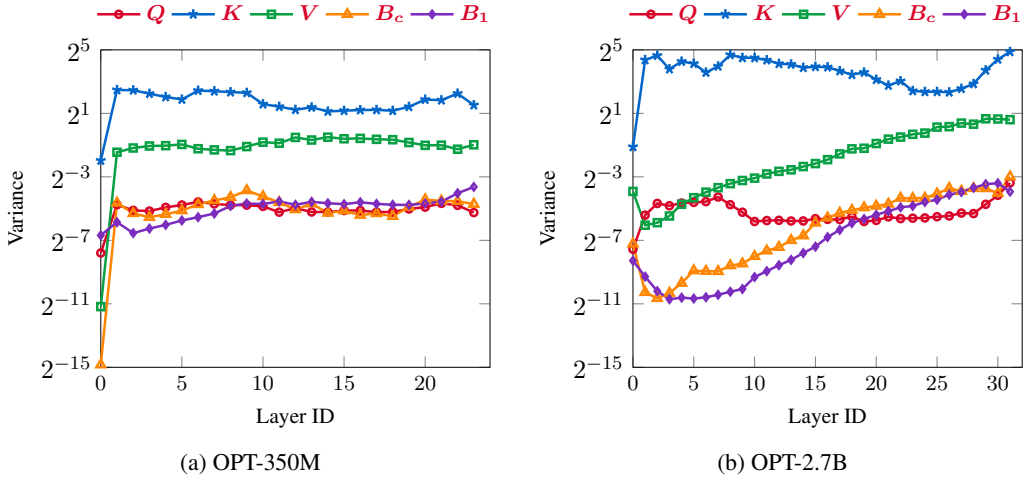 Q K V B_c B_1
2^5
2^1
2^−3
2^−7
2^−11
2^−15
Variance
0 5 10 15 20
Layer ID
(a) OPT-350M
Q K V B_c B_1
2^5
2^1
2^−3
2^−7
2^−11
2^−15
Variance
0 5 10 15 20 25 30
Layer ID
(b) OPT-2.7B